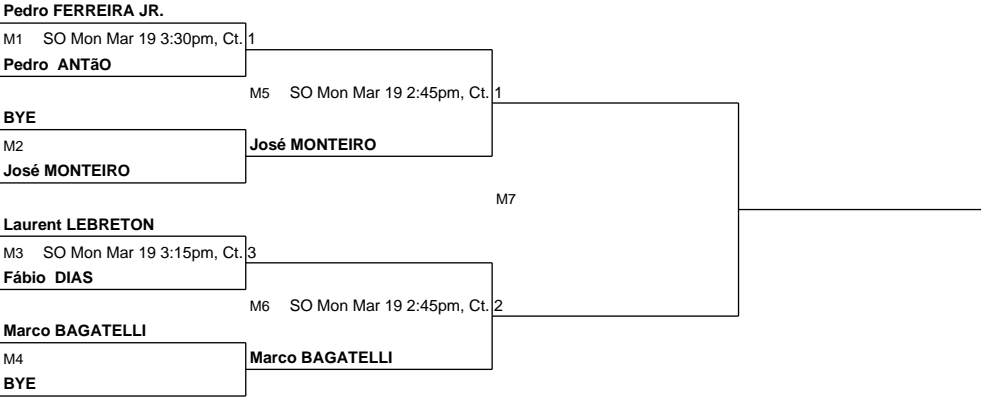 Pedro FERREIRA JR.
M1 SO Mon Mar 19 3:30pm, Ct. 1
Pedro ANTãO
M5 SO Mon Mar 19 2:45pm, Ct. 1
BYE
M2
José MONTEIRO
José MONTEIRO
M7
Laurent LEBRETON
M3 SO Mon Mar 19 3:15pm, Ct. 3
Fábio DIAS
M6 SO Mon Mar 19 2:45pm, Ct. 2
Marco BAGATELLI
M4
Marco BAGATELLI
BYE